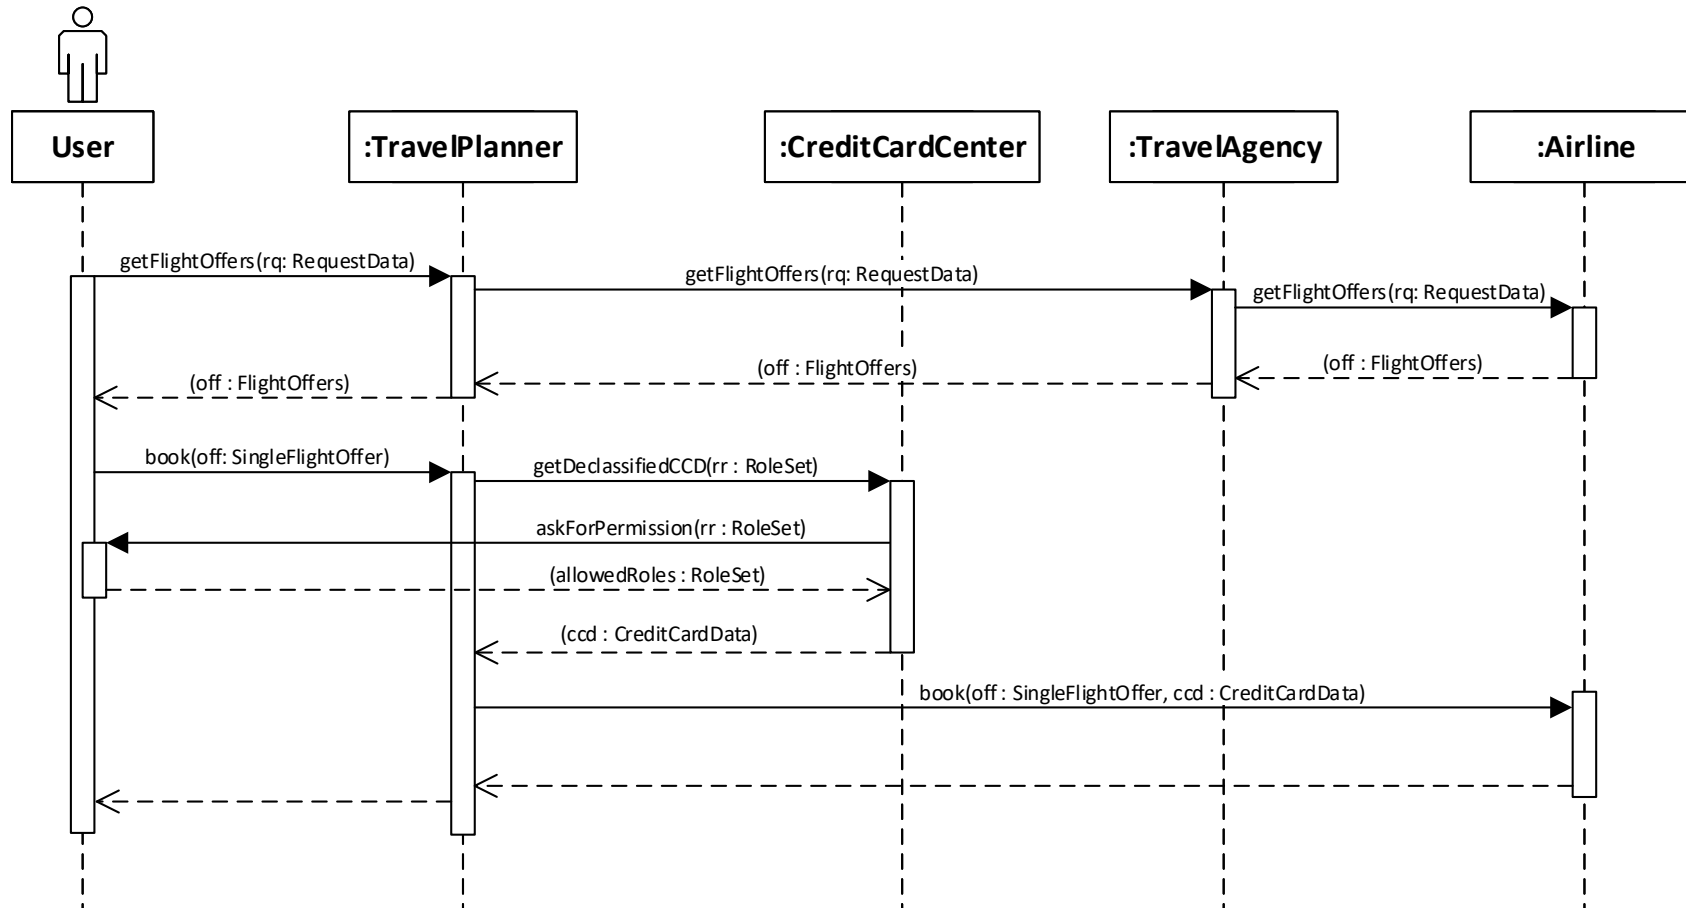 User
:TravelPlanner
:CreditCardCenter
:TravelAgency
:Airline
getFlightOffers(rq: RequestData)
getFlightOffers(rq: RequestData)
getFlightOffers(rq: RequestData)
(off : FlightOffers)
(off : FlightOffers)
(off : FlightOffers)
book(off: SingleFlightOffer)
getDeclassifiedCCD(rr : RoleSet)
askForPermission(rr : RoleSet)
(allowedRoles : RoleSet)
(ccd : CreditCardData)
book(off : SingleFlightOffer, ccd : CreditCardData)